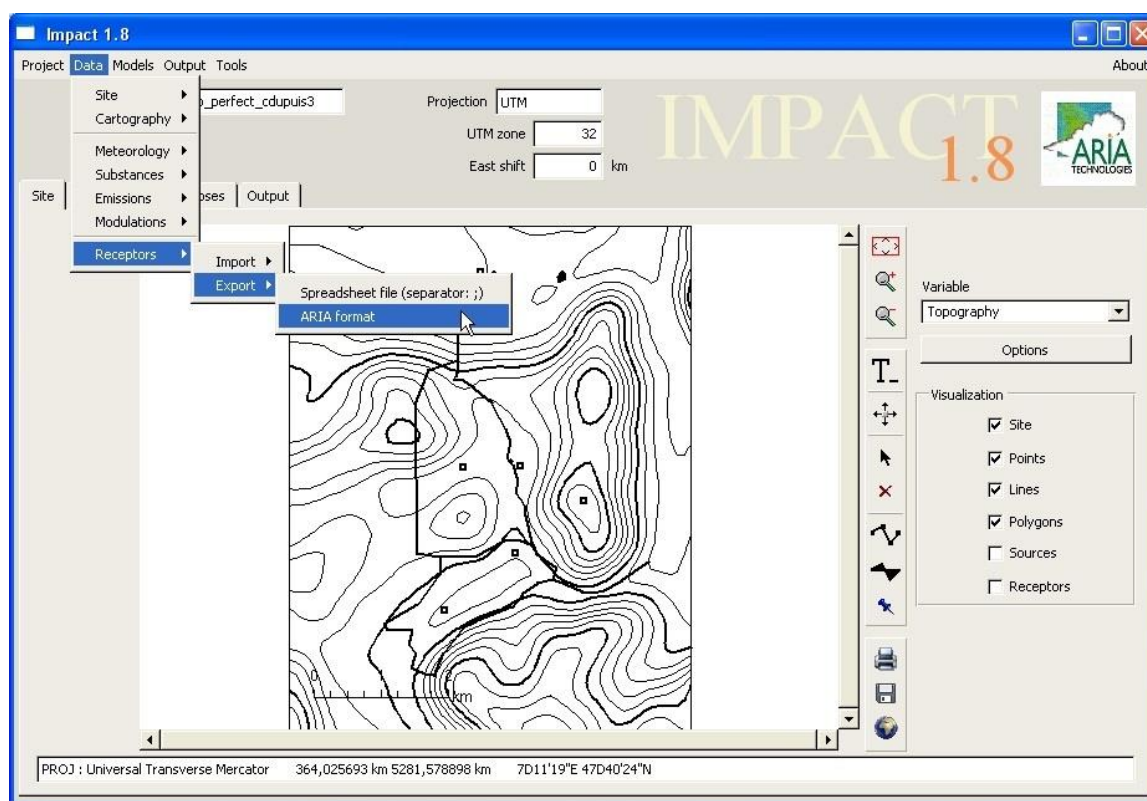 Impact 1.8
Project Data Models Output Tools About
Site
Cartography
Meteorology
Substances
Emissions
Modulations
Receptors
Import
Export
Spreadsheet file (separator: ;)
ARIA format
_perfect_cdupuis3
Projection UTM
UTM zone 32
East shift 0 km
IMPACT
1.8
ARIA
TECHNOLOGIES
Site Output
Variable
Topography
Options
Visualization
Site
Points
Lines
Polygons
Sources
Receptors
T_
0
km
PROJ : Universal Transverse Mercator 364,025693 km 5281,578898 km 7D11'19"E 47D40'24"N